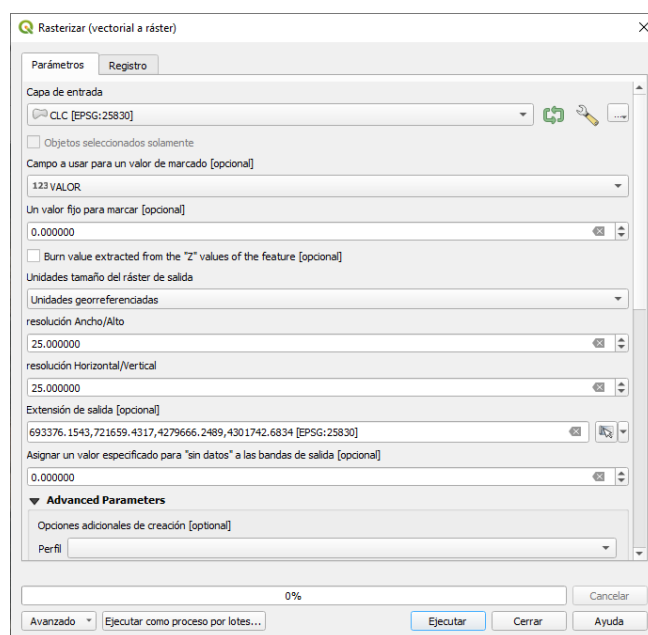 Rasterizar (vectorial a ráster)
Parámetros Registro
Capa de entrada
CLC [EPSG:25830]
...
Objetos seleccionados solamente
Campo a usar para un valor de marcado [opcional]
123 VALOR
Un valor fijo para marcar [opcional]
0.000000
Burn value extracted from the "Z" values of the feature [opcional]
Unidades tamaño del ráster de salida
Unidades georreferenciadas
resolución Ancho/Alto
25.000000
resolución Horizontal/Vertical
25.000000
Extensión de salida [opcional]
693376.1543,721659.4317,4279666.2489,4301742.6834 [EPSG:25830]
Asignar un valor especificado para "sin datos" a las bandas de salida [opcional]
0.000000
Advanced Parameters
Opciones adicionales de creación [optional]
Perfil
0% Cancelar
Avanzado Ejecutar como proceso por lotes... Ejecutar Cerrar Ayuda